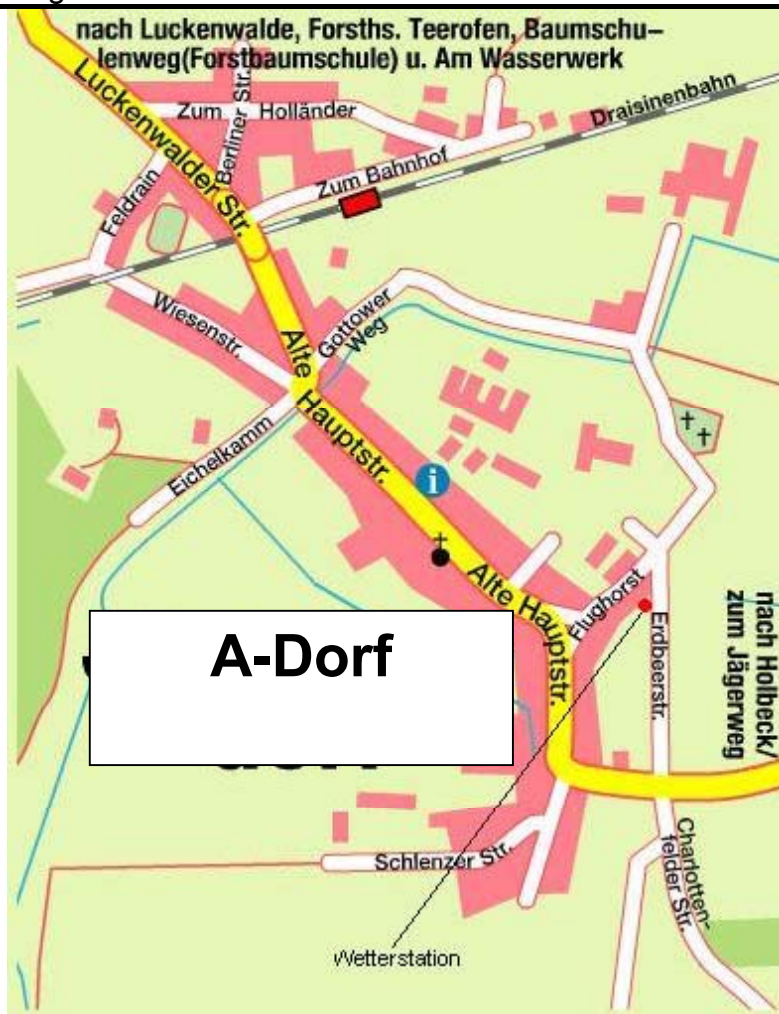 nach Luckenwalde, Forsths. Teerofen, Baumschu–
lenweg(Forstbaumschule) u. Am Wasserwerk
Luckenwalder Str.
Berliner Str.
Zum Holländer
Draisinenbahn
Zum Bahnhof
Feldrain
Wiesenstr.
Gottower
Weg
Alte
Hauptstr.
Eichelkamm
i
Alte Hauptstr.
Flughorst
Erdbeerstr.
nach Holbeck/
zum Jägerweg
A-Dorf
Schlenzer Str.
Charlotten-
felder Str.
Wetterstation